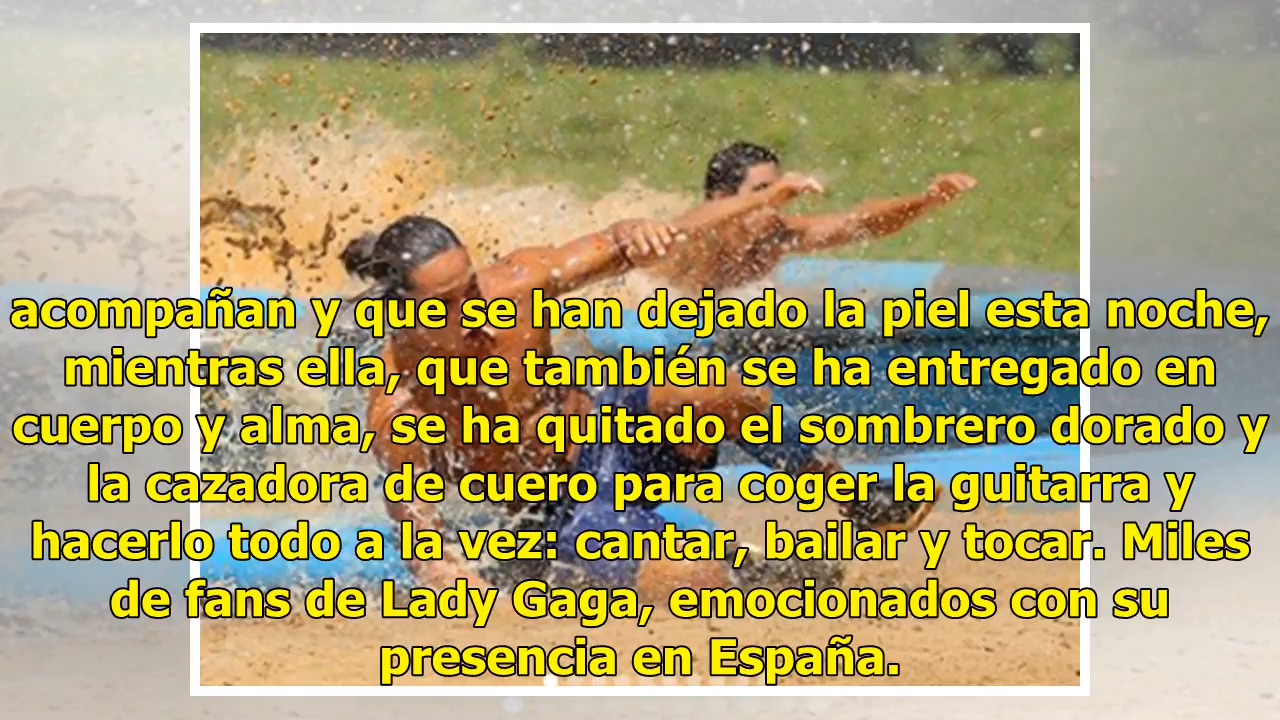 acompañan y que se han dejado la piel esta noche,
mientras ella, que también se ha entregado en
cuerpo y alma, se ha quitado el sombrero dorado y
la cazadora de cuero para coger la guitarra y
hacerlo todo a la vez: cantar, bailar y tocar. Miles
de fans de Lady Gaga, emocionados con su
presencia en España.